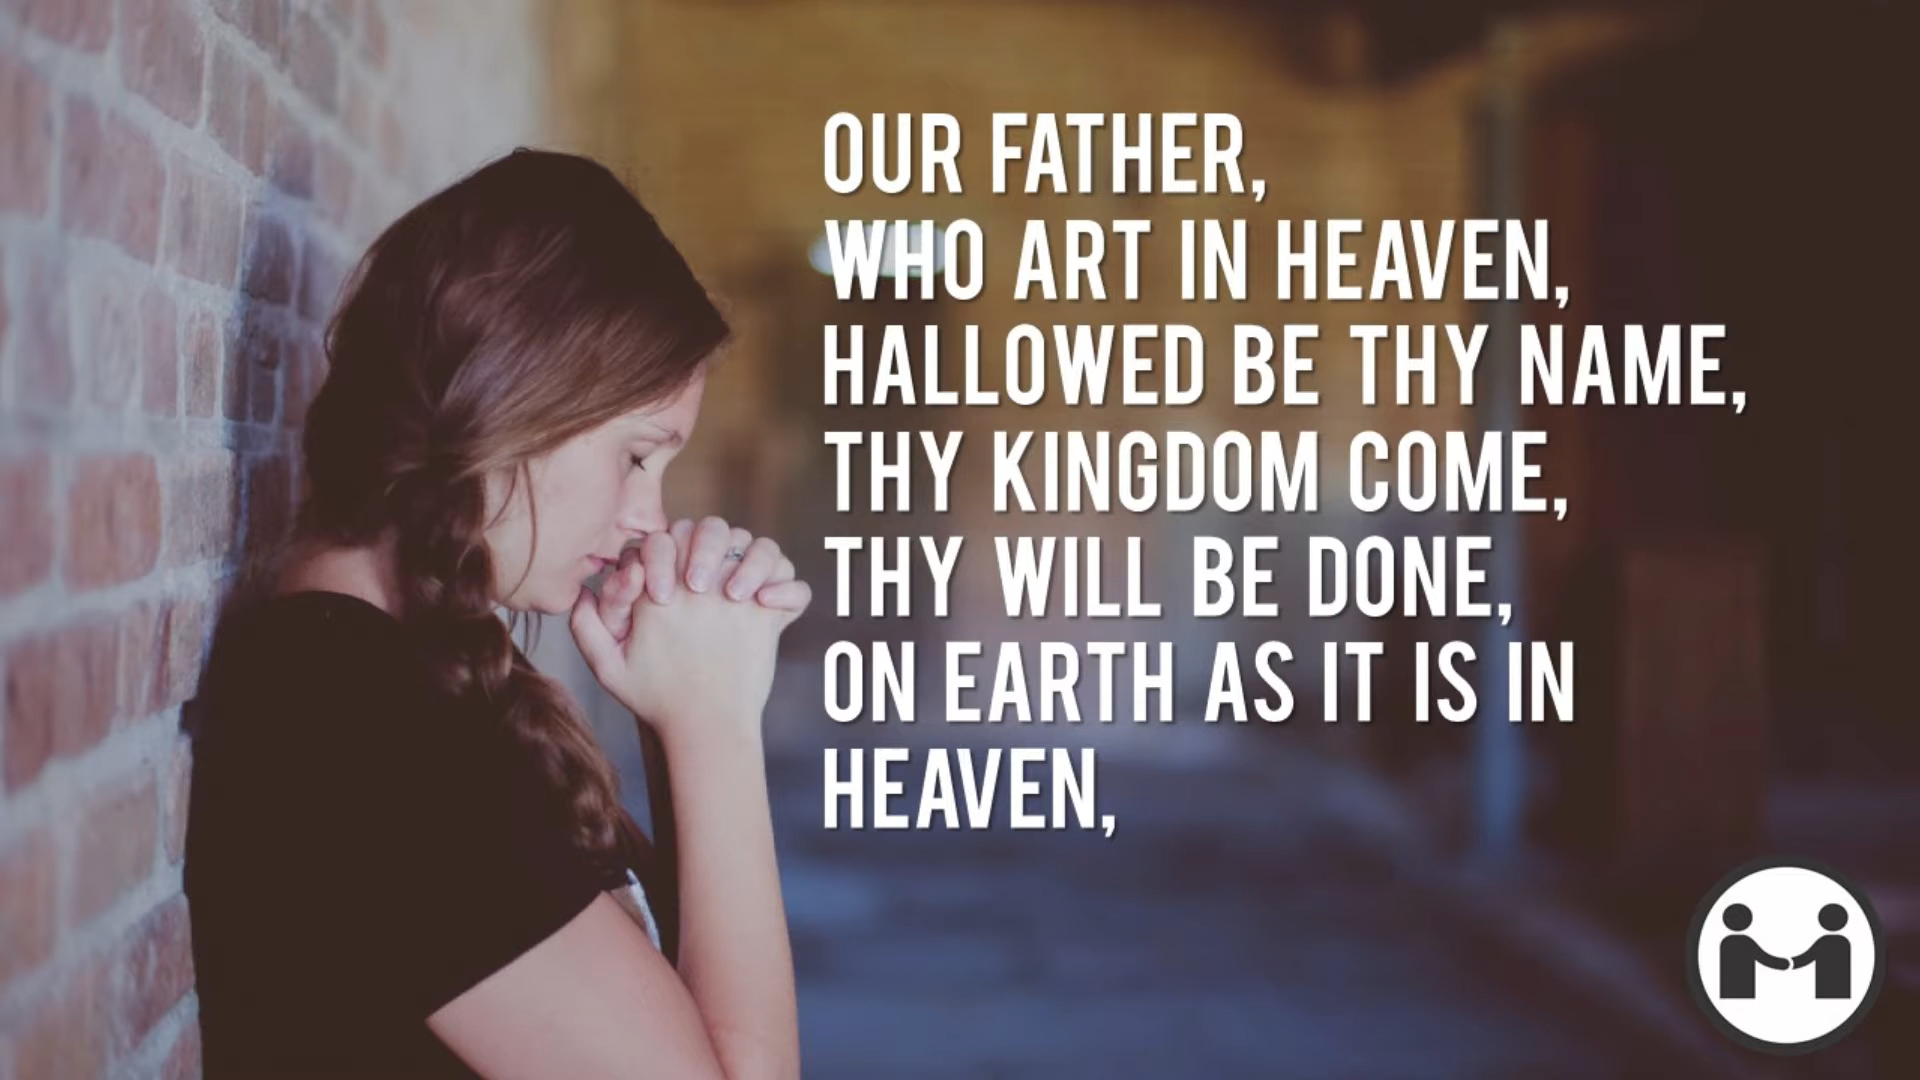 OUR FATHER,
WHO ART IN HEAVEN,
HALLOWED BE THY NAME,
THY KINGDOM COME,
THY WILL BE DONE,
ON EARTH AS IT IS IN
HEAVEN,